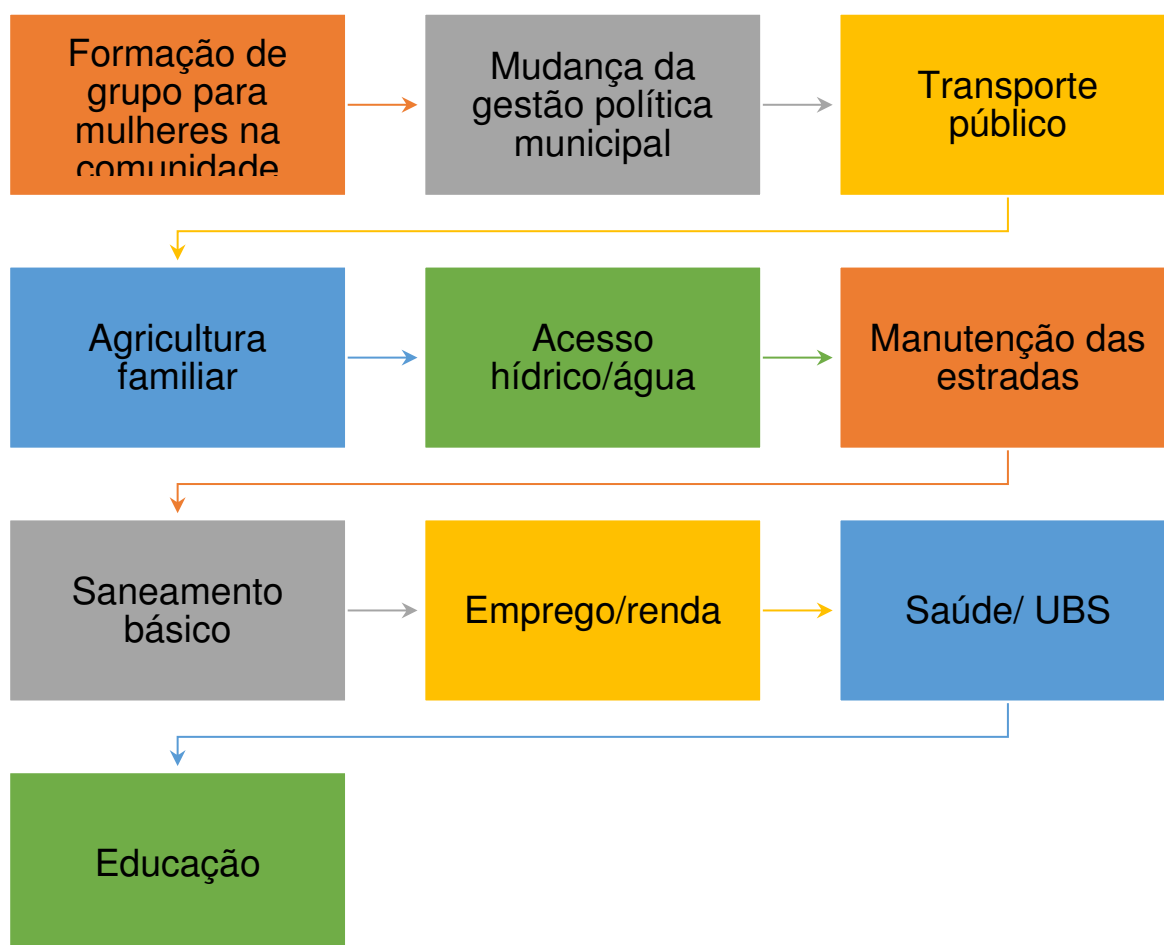 Formação de
grupo para
mulheres na
comunidade
Mudança da
gestão política
municipal
Transporte
público
Agricultura
familiar
Acesso
hídrico/água
Manutenção das
estradas
Saneamento
básico
Emprego/renda
Saúde/ UBS
Educação